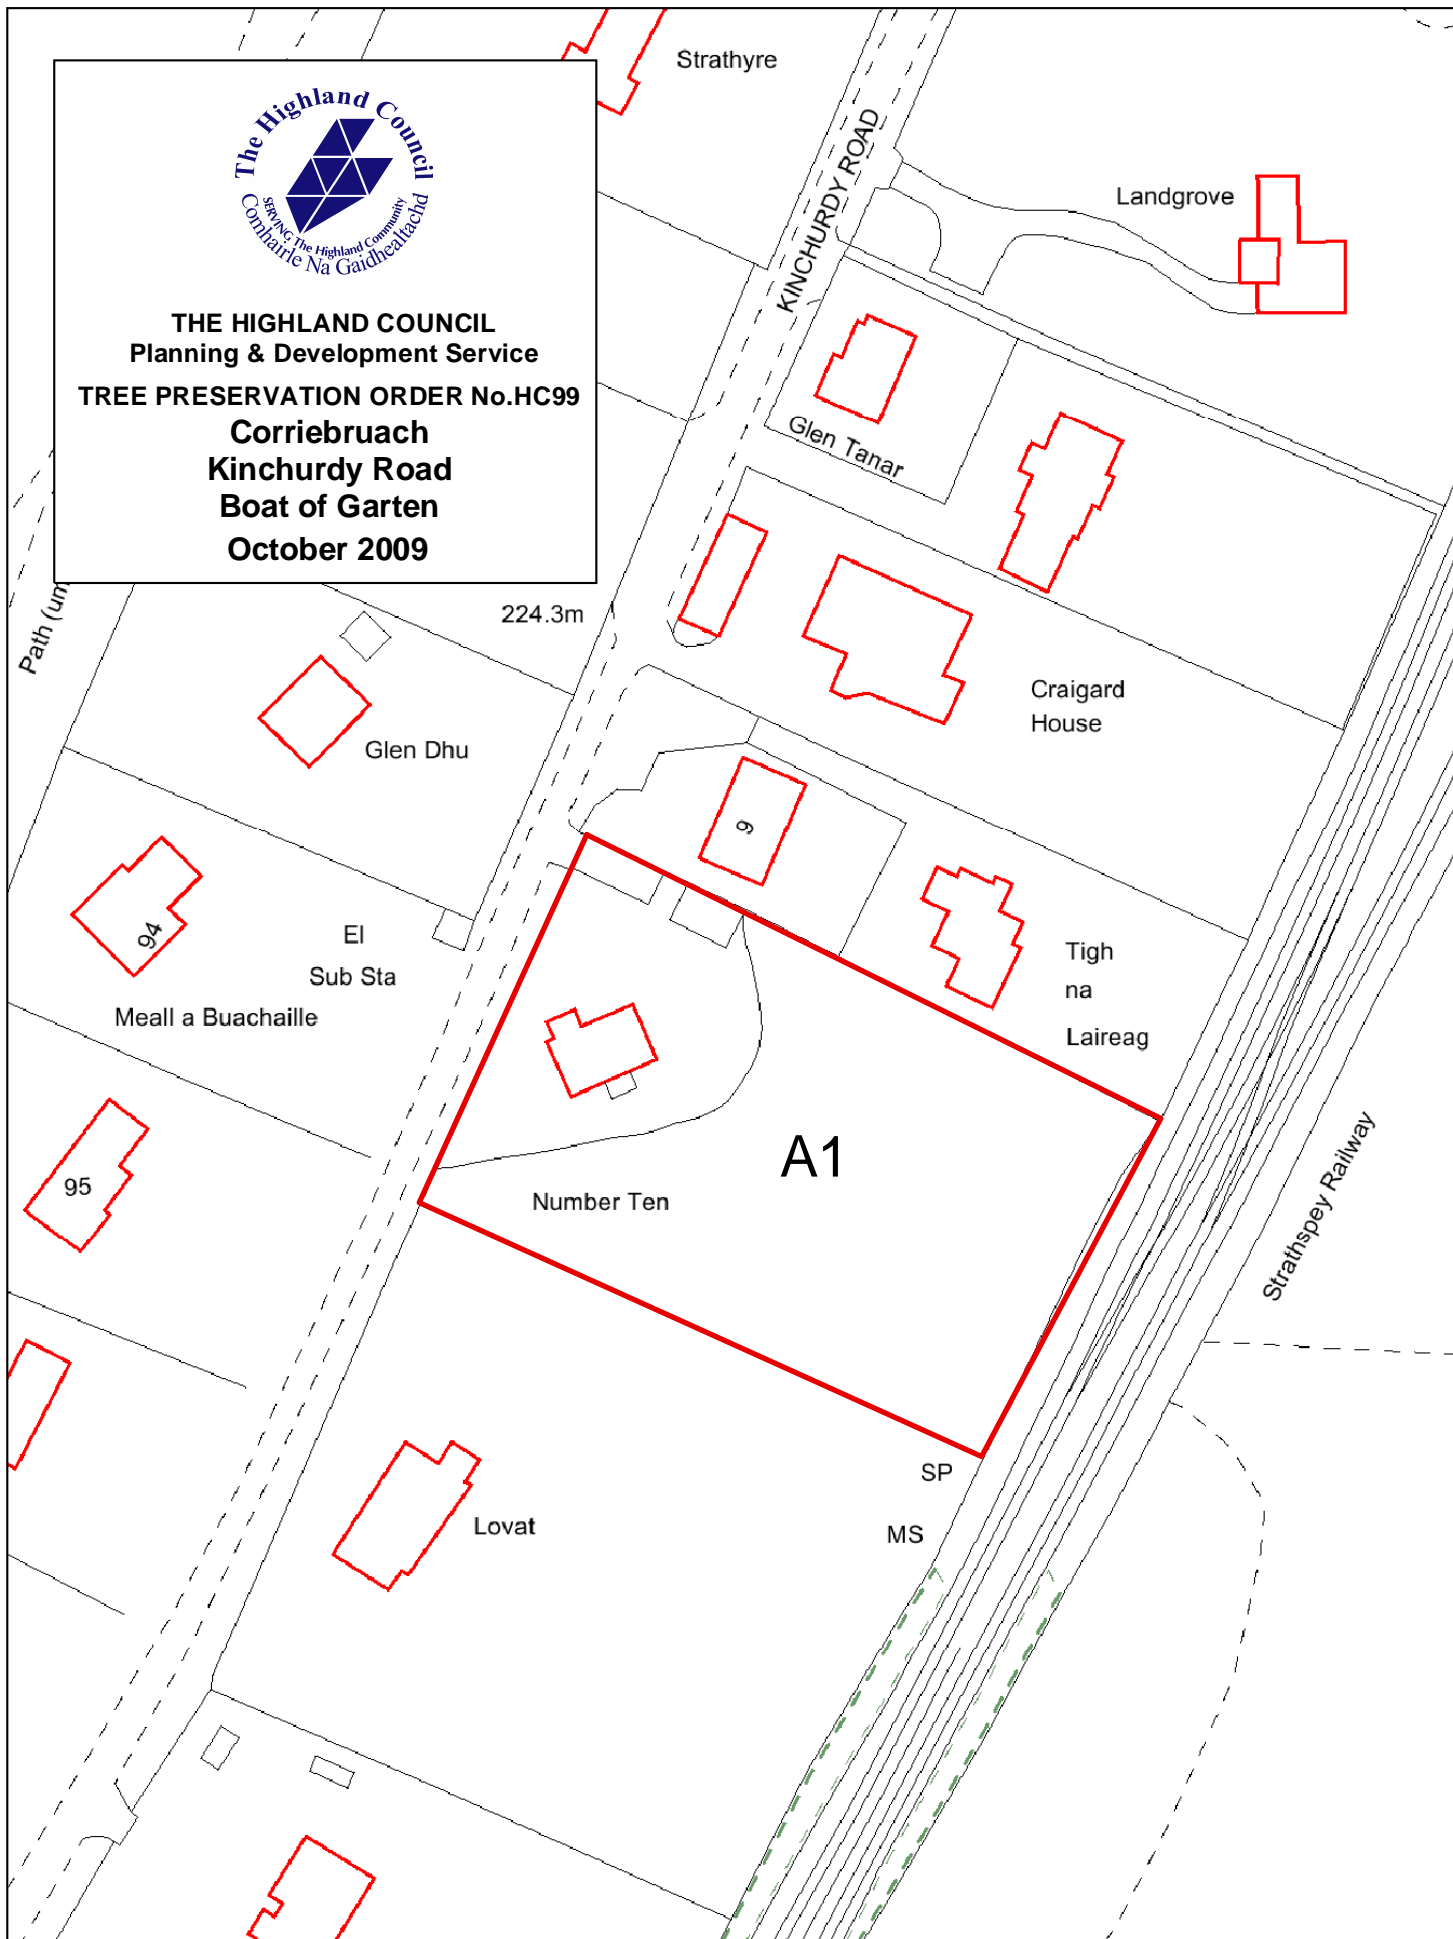 The Highland Council
SERVING The Highland Community
Comhairle Na Gaidhealtachd
THE HIGHLAND COUNCIL
Planning & Development Service
TREE PRESERVATION ORDER No.HC99
Corriebruach
Kinchurdy Road
Boat of Garten
October 2009
Strathyre
KINCHURDY ROAD
Landgrove
Glen Tanar
224.3m
Path (um
Craigard
House
Glen Dhu
9
94
El
Sub Sta
Tigh
na
Laireag
Meall a Buachaille
A1
95
Number Ten
Strathspey Railway
SP
MS
Lovat